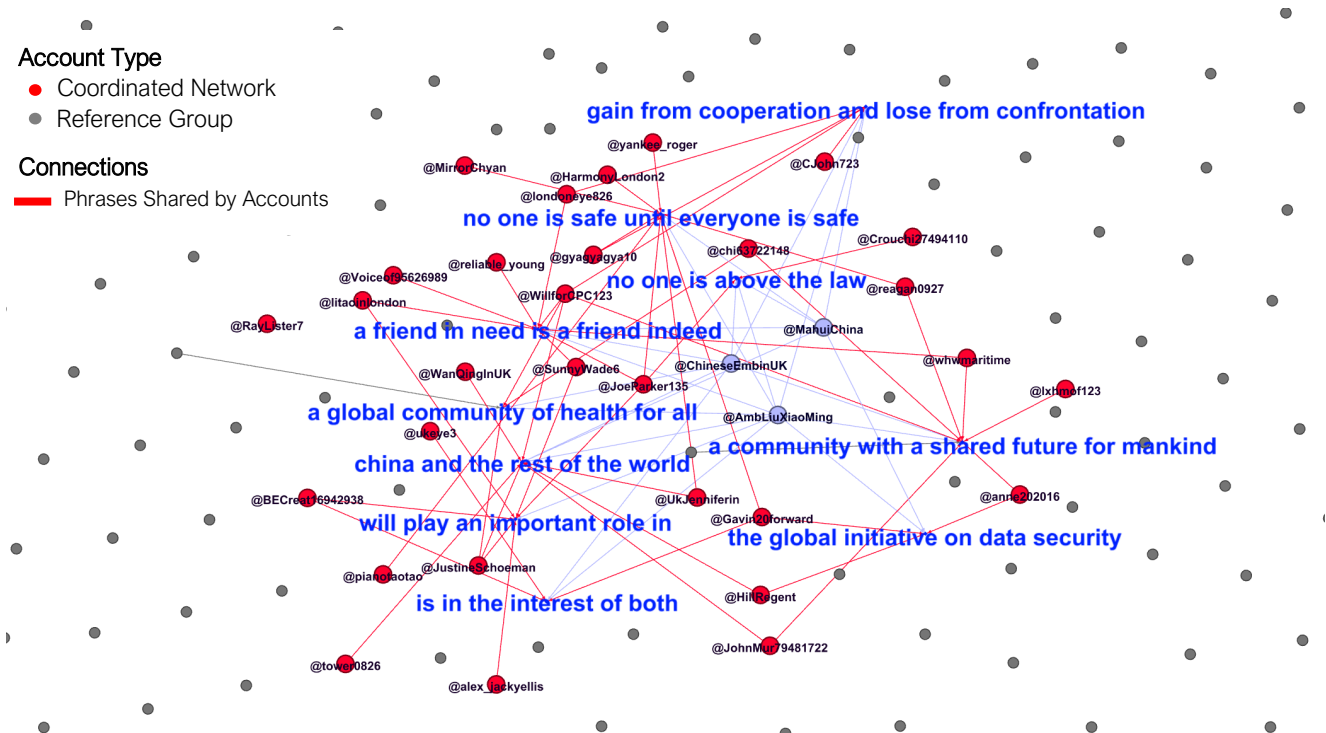 Account Type
Coordinated Network
Reference Group
Connections
Phrases Shared by Accounts
gain from cooperation and lose from confrontation
@yankee_roger
@CJohn723
@MirrorChyan
@HarmonyLondon2
@londoneye826
no one is safe until everyone is safe
@Crouchi27494110
@chi63722148
@gyagyagya10
@reliable_young
@Voiceof95626989
no one is above the law
@reagan0927
@WillforCPC123
@litaoinlondon
@RayLister7
a friend in need is a friend indeed
@MahuiChina
@whwmaritime
@ChineseEmbinUK
@SunnyWade6
@WanQingInUK
@JoeParker135
@lxhmof123
a global community of health for all
@AmbLiuXiaoMing
@ukeye3
a community with a shared future for mankind
china and the rest of the world
@BECreat16942938
@UkJenniferin
@anne202016
@Gavin20forward
will play an important role in
the global initiative on data security
@JustineSchoeman
@pianotaotao
@HillRegent
is in the interest of both
@JohnMur79481722
@tower0826
@alex_jackyellis